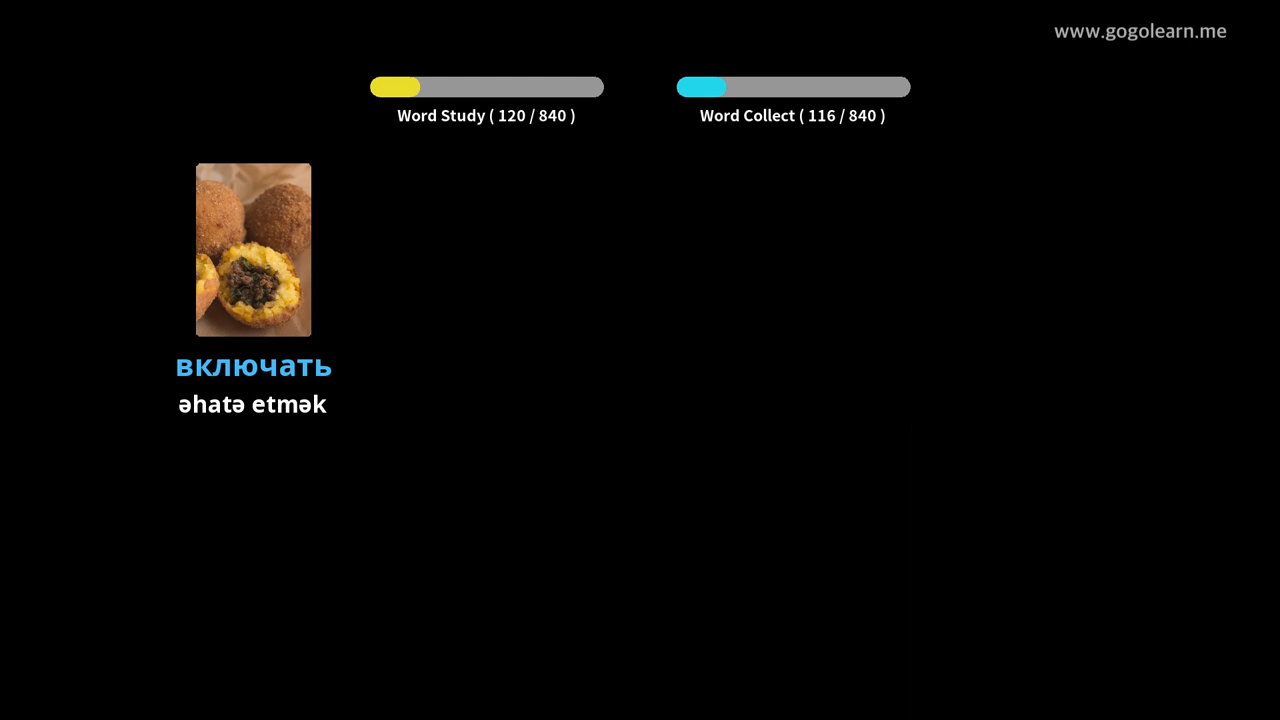 www.gogolearn.me
Word Study ( 120 / 840 )
Word Collect ( 116 / 840 )
включать
əhatə etmək